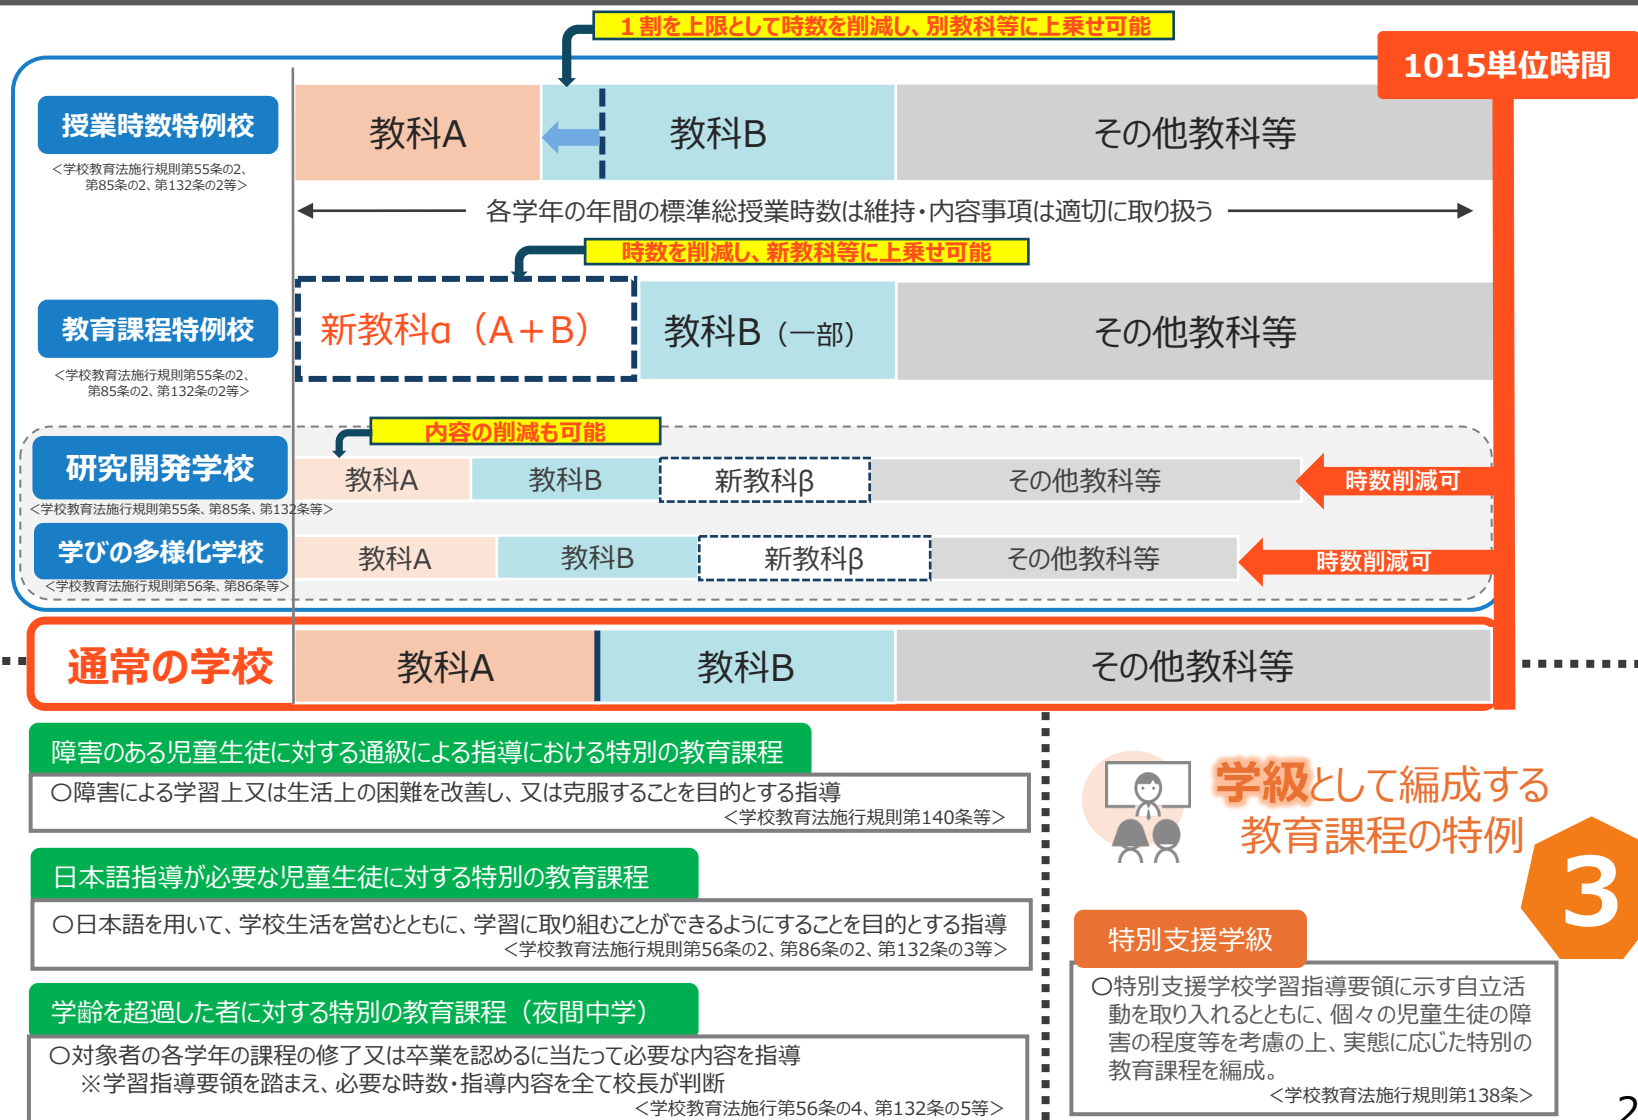 1割を上限として時数を削減し、別教科等に上乗せ可能
1015単位時間
授業時数特例校
教科A
教科B
その他教科等
<学校教育法施行規則第55条の2、
第85条の2、第132条の2等>
各学年の年間の標準総授業時数は維持・内容事項は適切に取り扱う
時数を削減し、新教科等に上乗せ可能
教育課程特例校
新教科α（A＋B）
教科B（一部）
その他教科等
<学校教育法施行規則第55条の2、
第85条の2、第132条の2等>
内容の削減も可能
研究開発学校
教科A
教科B
新教科β
その他教科等
時数削減可
<学校教育法施行規則第55条、第85条、第132条等>
学びの多様化学校
教科A
教科B
新教科β
その他教科等
時数削減可
<学校教育法施行規則第56条、第86条等>
通常の学校
教科A
教科B
その他教科等
障害のある児童生徒に対する通級による指導における特別の教育課程
○障害による学習上又は生活上の困難を改善し、又は克服することを目的とする指導
<学校教育法施行規則第140条等>
日本語指導が必要な児童生徒に対する特別の教育課程
○日本語を用いて、学校生活を営むとともに、学習に取り組むことができるようにすることを目的とする指導
<学校教育法施行規則第56条の2、第86条の2、第132条の3等>
学齢を超過した者に対する特別の教育課程（夜間中学）
○対象者の各学年の課程の修了又は卒業を認めるに当たって必要な内容を指導
※学習指導要領を踏まえ、必要な時数・指導内容を全て校長が判断
<学校教育法施行第56条の4、第132条の5等>
学級として編成する
教育課程の特例
3
特別支援学級
○特別支援学校学習指導要領に示す自立活
動を取り入れるとともに、個々の児童生徒の障
害の程度等を考慮の上、実態に応じた特別の
教育課程を編成。
<学校教育法施行規則第138条>
2